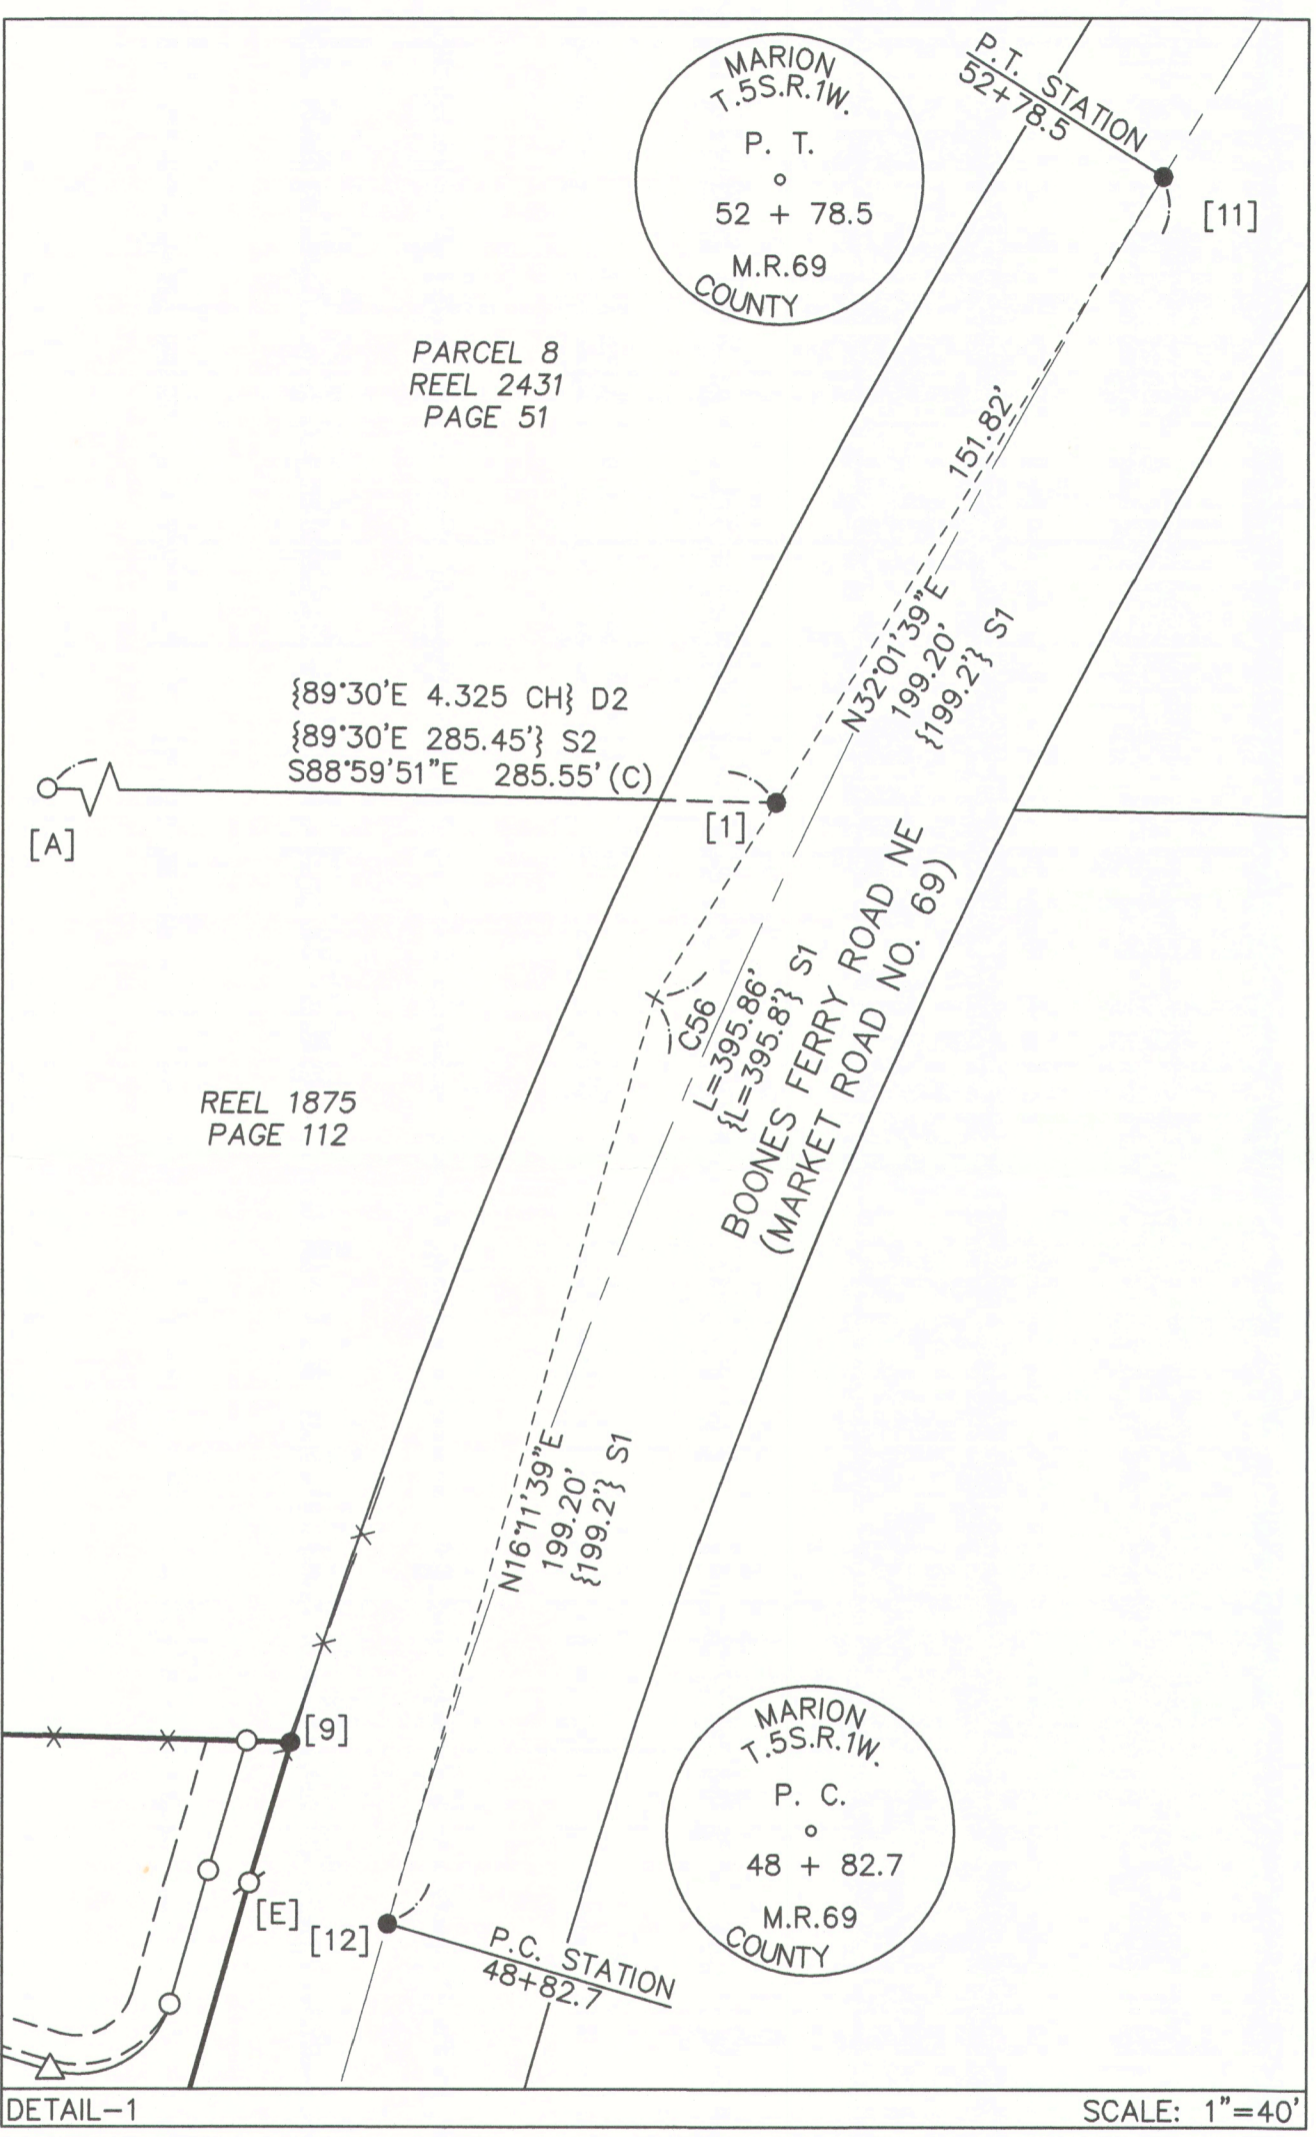 MARION
T.5S.R.1W.
P. T.
52 + 78.5
M.R.69
COUNTY
P.T. STATION
52+78.5
[11]
PARCEL 8
REEL 2431
PAGE 51
151.82'
N32°01'39"E
199.20'
{199.2'} S1
{89°30'E 4.325 CH} D2
{89°30'E 285.45'} S2
S88°59'51"E 285.55' (C)
[A]
[1]
C56
L=395.86'
{L=395.8'} S1
BOONES FERRY ROAD NE
(MARKET ROAD NO. 69)
REEL 1875
PAGE 112
N16°11'39"E
199.20'
{199.2'} S1
[9]
[E]
[12]
P.C. STATION
48+82.7
MARION
T.5S.R.1W.
P. C.
48 + 82.7
M.R.69
COUNTY
DETAIL-1
SCALE: 1"=40'